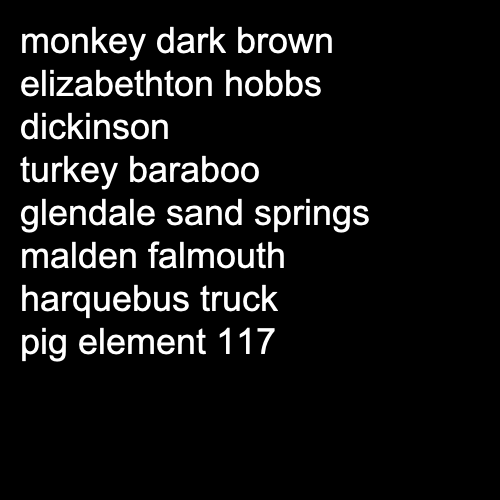 monkey dark brown
elizabethton hobbs
dickinson
turkey baraboo
glendale sand springs
malden falmouth
harquebus truck
pig element 117